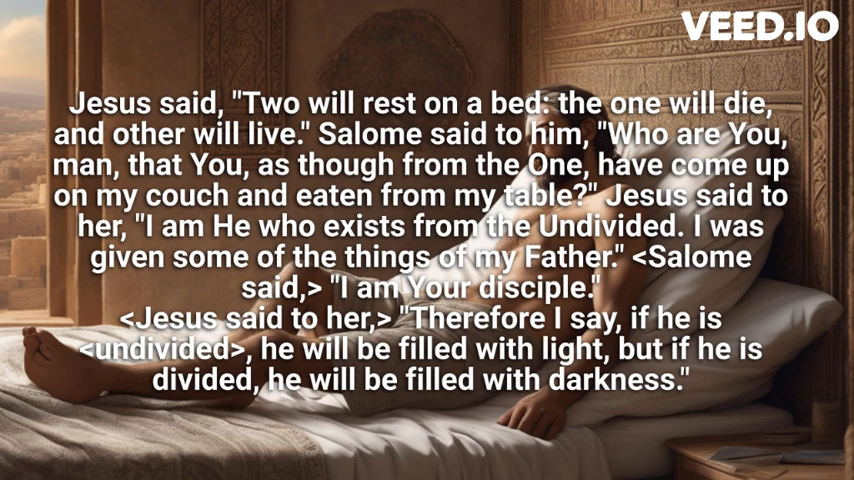 VEED.IO
Jesus said, "Two will rest on a bed: the one will die,
and other will live." Salome said to him, "Who are You,
man, that You, as though from the One, have come up
on my couch and eaten from my table?" Jesus said to
her, "I am He who exists from the Undivided. I was
given some of the things of my Father." <Salome
said,> "I am Your disciple."
<Jesus said to her,> "Therefore I say, if he is
<undivided>, he will be filled with light, but if he is
divided, he will be filled with darkness."